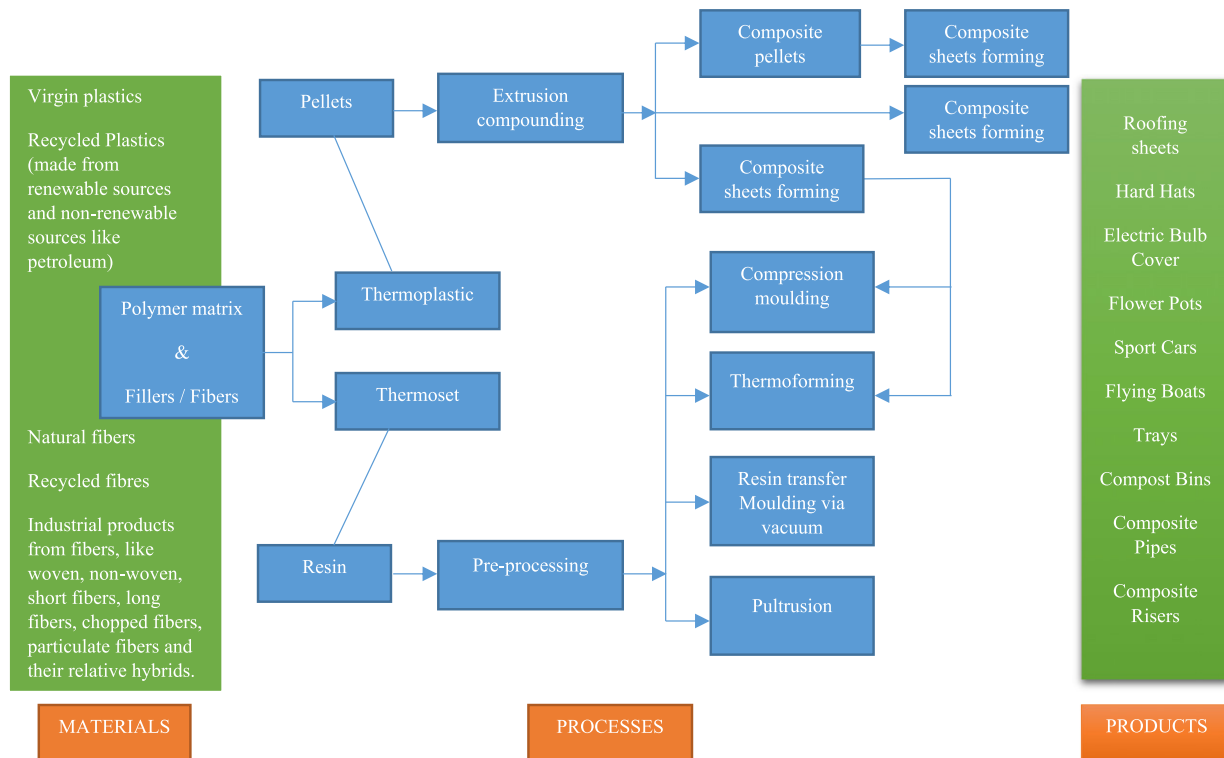 Virgin plastics
Recycled Plastics
(made from
renewable sources
and non-renewable
sources like
petroleum)
Polymer matrix
&
Fillers / Fibers
Natural fibers
Recycled fibres
Industrial products
from fibers, like
woven, non-woven,
short fibers, long
fibers, chopped fibers,
particulate fibers and
their relative hybrids.
MATERIALS
Pellets
Thermoplastic
Thermoset
Resin
Extrusion
compounding
Pre-processing
Composite
pellets
Composite
sheets forming
Composite
sheets forming
Composite
sheets forming
Compression
moulding
Thermoforming
Resin transfer
Moulding via
vacuum
Pultrusion
PROCESSES
Roofing
sheets
Hard Hats
Electric Bulb
Cover
Flower Pots
Sport Cars
Flying Boats
Trays
Compost Bins
Composite
Pipes
Composite
Risers
PRODUCTS